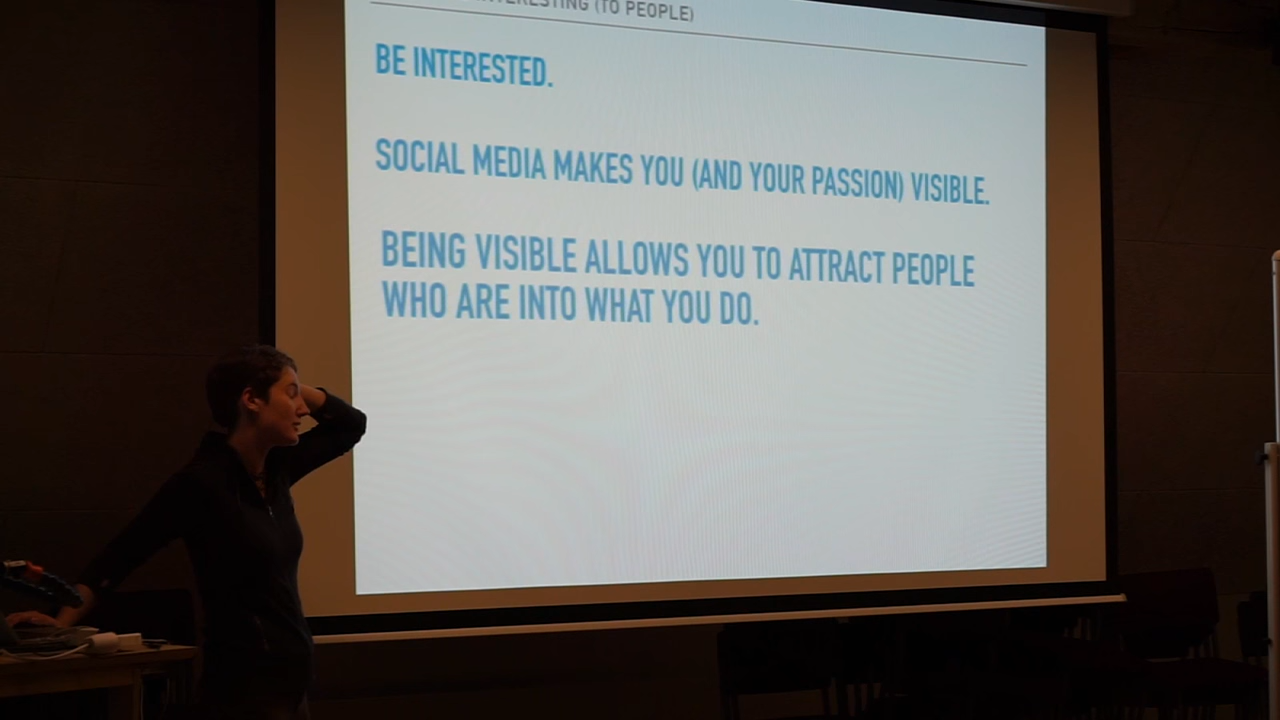 (TO PEOPLE)
BE INTERESTED.
SOCIAL MEDIA MAKES YOU (AND YOUR PASSION) VISIBLE.
BEING VISIBLE ALLOWS YOU TO ATTRACT PEOPLE
WHO ARE INTO WHAT YOU DO.